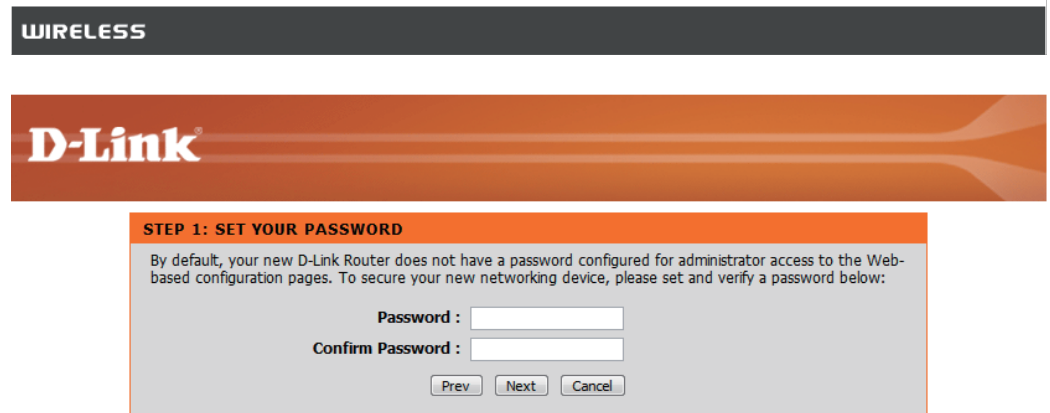 WIRELESS
D-Link®
STEP 1: SET YOUR PASSWORD
By default, your new D-Link Router does not have a password configured for administrator access to the Web-
based configuration pages. To secure your new networking device, please set and verify a password below:
Password :
Confirm Password :
Prev Next Cancel